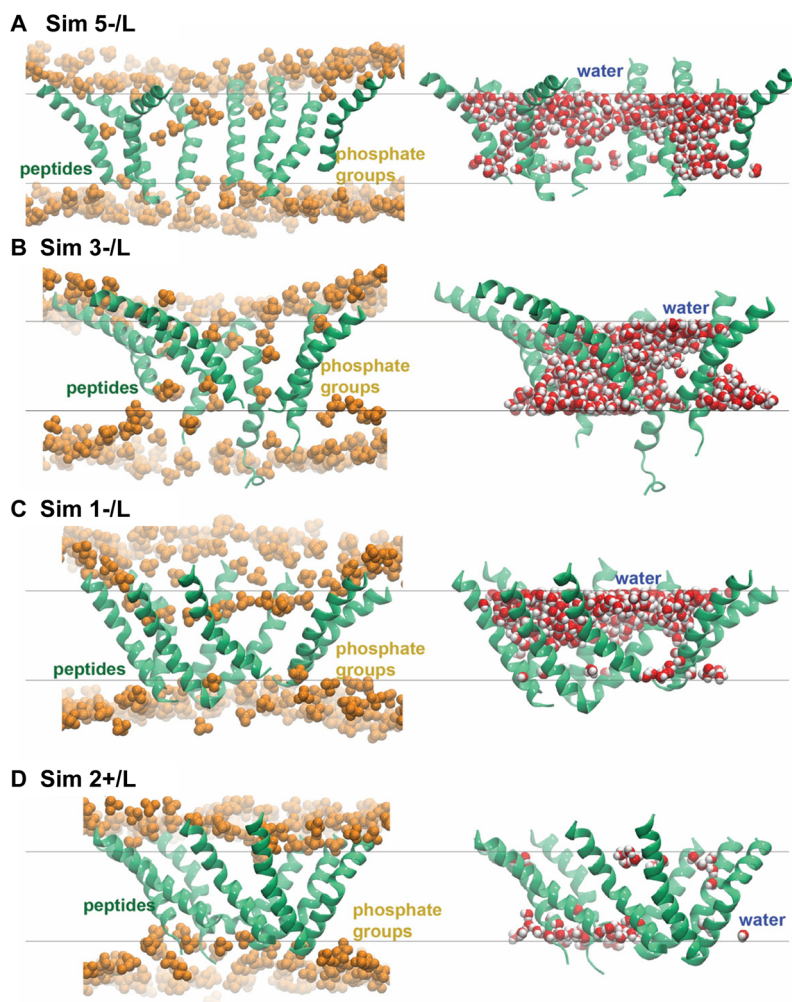 A Sim 5-/L
water
peptides
phosphate
groups
B Sim 3-/L
water
peptides
phosphate
groups
C Sim 1-/L
water
peptides
phosphate
groups
D Sim 2+/L
peptides
phosphate
groups
water